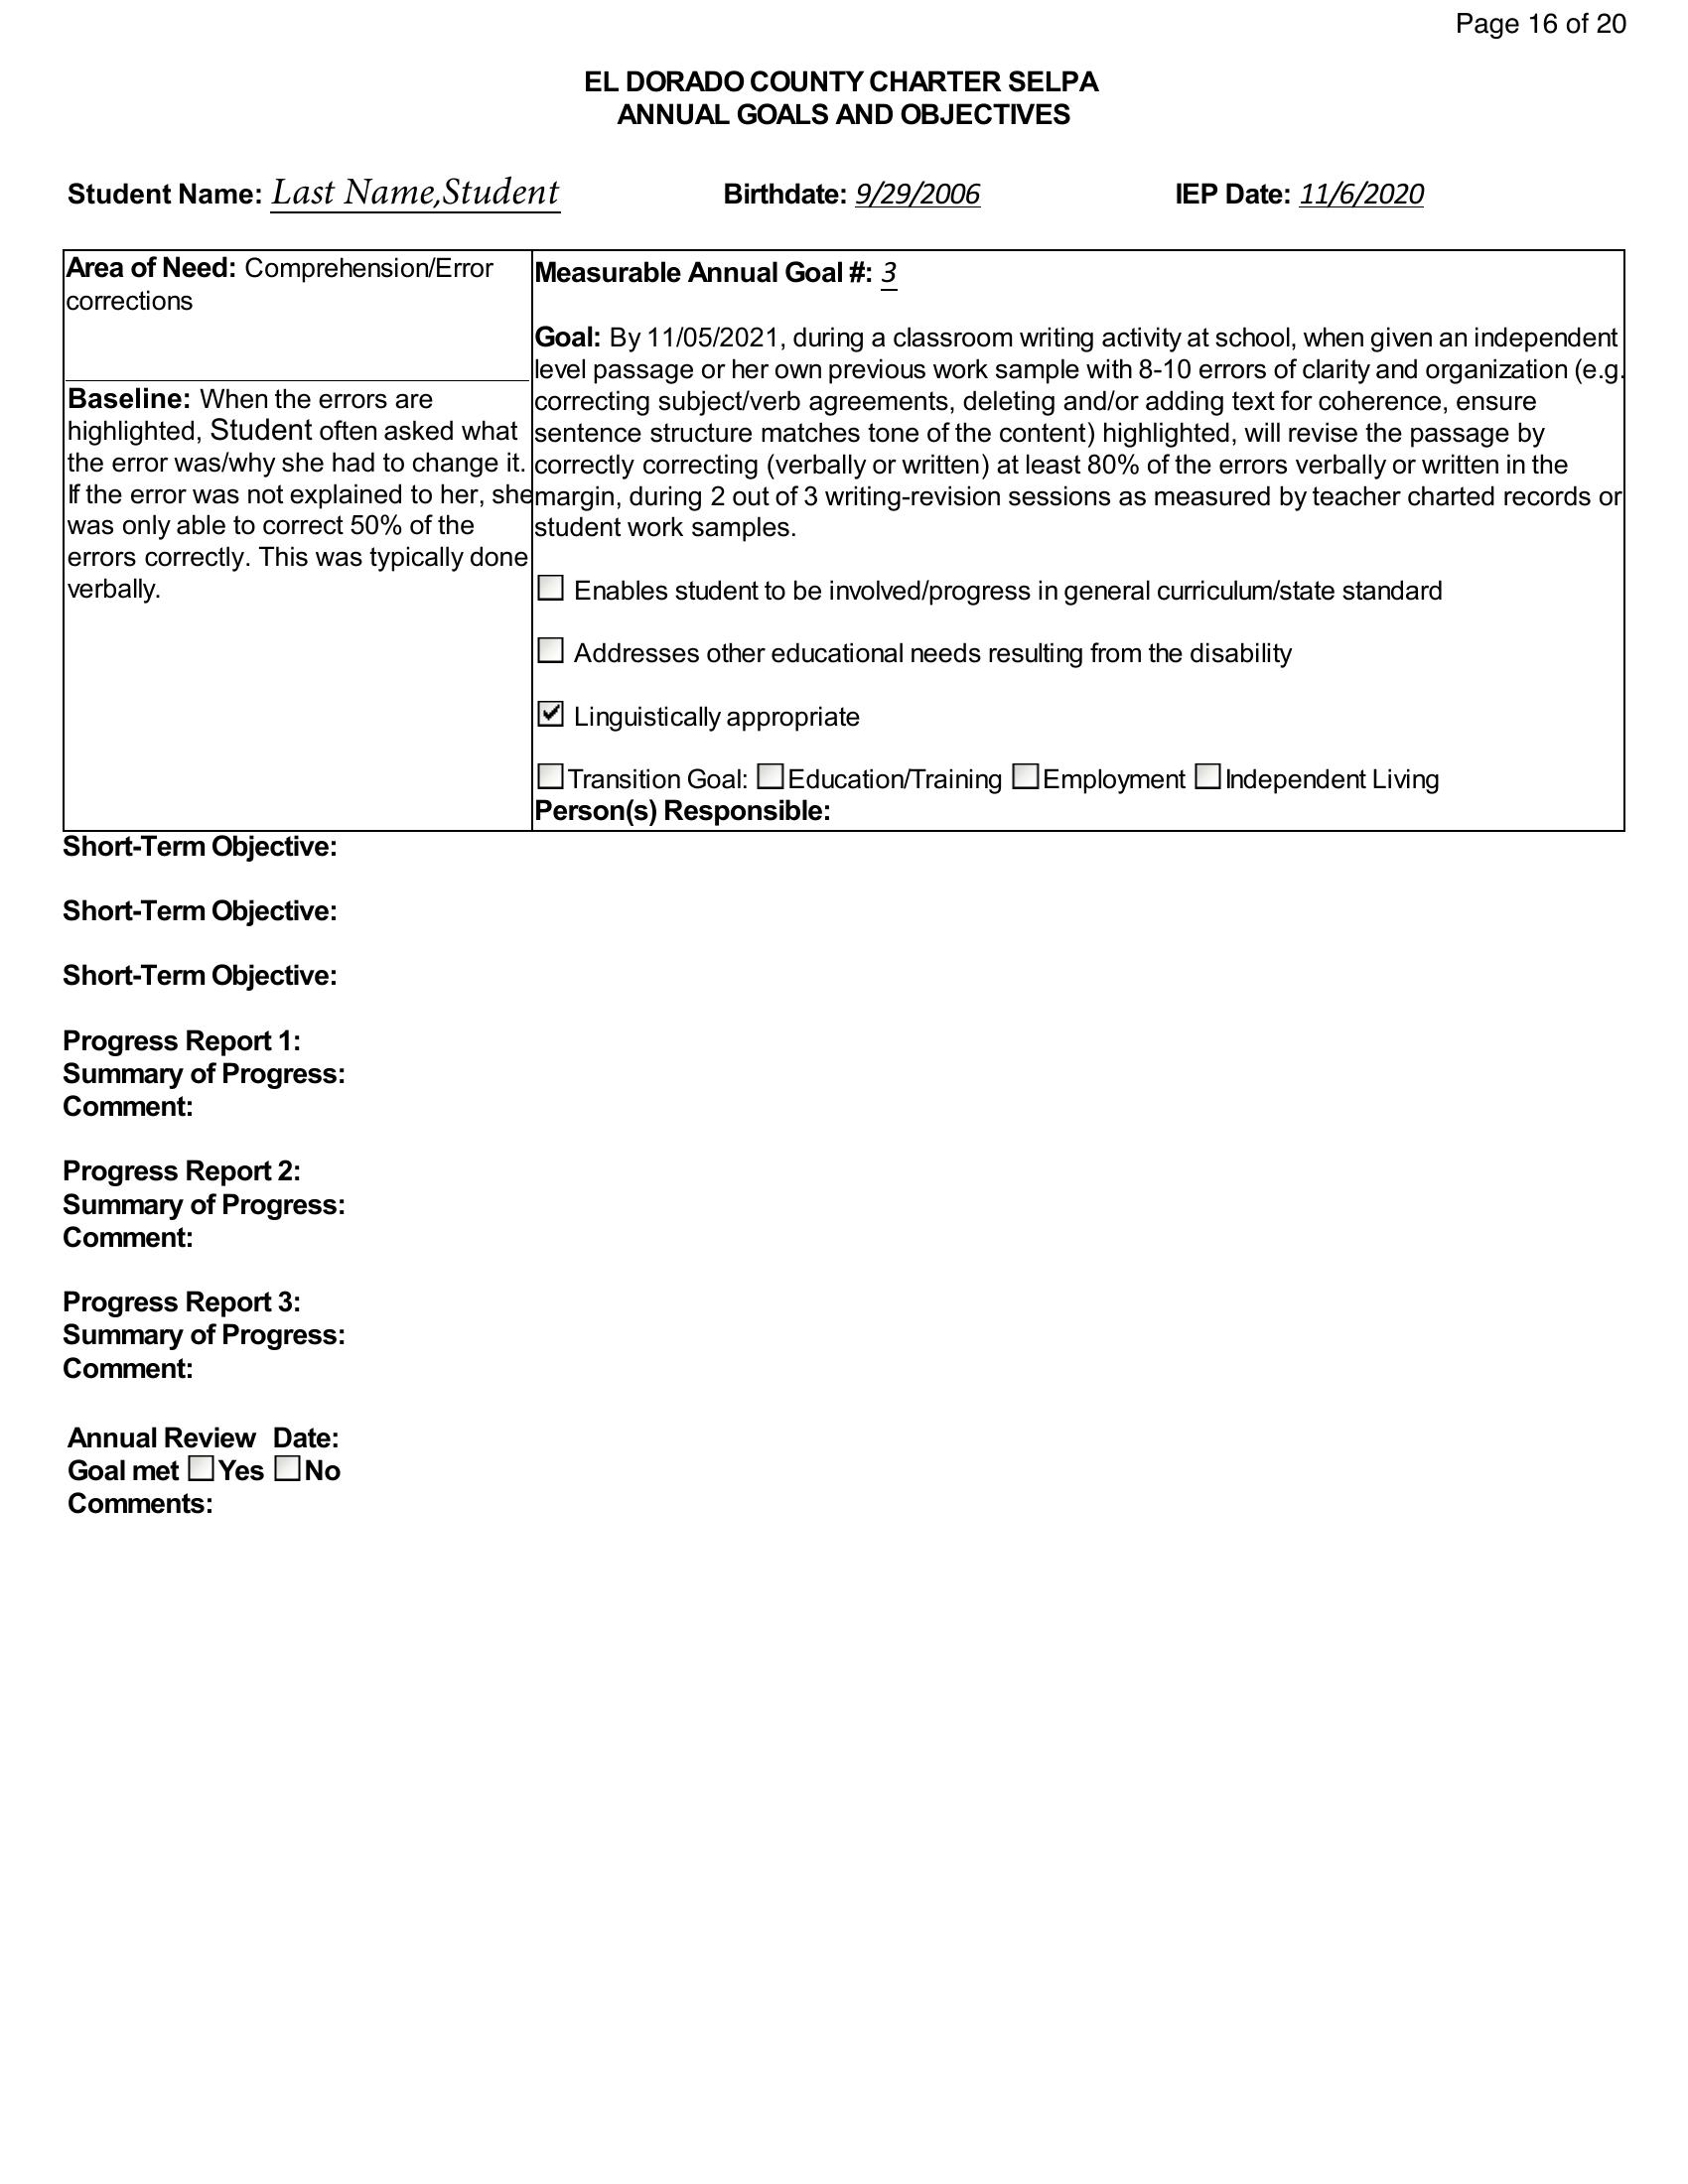 Page 16 of 20
EL DORADO COUNTY CHARTER SELPA
ANNUAL GOALS AND OBJECTIVES
Student Name: Last Name,Student Birthdate: 9/29/2006 IEP Date: 11/6/2020
Area of Need: Comprehension/Error
corrections
Baseline: When the errors are
highlighted, Student often asked what
the error was/why she had to change it.
If the error was not explained to her, she
was only able to correct 50% of the
errors correctly. This was typically done
verbally.
Measurable Annual Goal #: 3
Goal: By 11/05/2021, during a classroom writing activity at school, when given an independent
level passage or her own previous work sample with 8-10 errors of clarity and organization (e.g.
correcting subject/verb agreements, deleting and/or adding text for coherence, ensure
sentence structure matches tone of the content) highlighted, will revise the passage by
correctly correcting (verbally or written) at least 80% of the errors verbally or written in the
margin, during 2 out of 3 writing-revision sessions as measured by teacher charted records or
student work samples.
Enables student to be involved/progress in general curriculum/state standard
Addresses other educational needs resulting from the disability
Linguistically appropriate
Transition Goal: Education/Training Employment Independent Living
Person(s) Responsible:
Short-Term Objective:
Short-Term Objective:
Short-Term Objective:
Progress Report 1:
Summary of Progress:
Comment:
Progress Report 2:
Summary of Progress:
Comment:
Progress Report 3:
Summary of Progress:
Comment:
Annual Review Date:
Goal met Yes No
Comments: